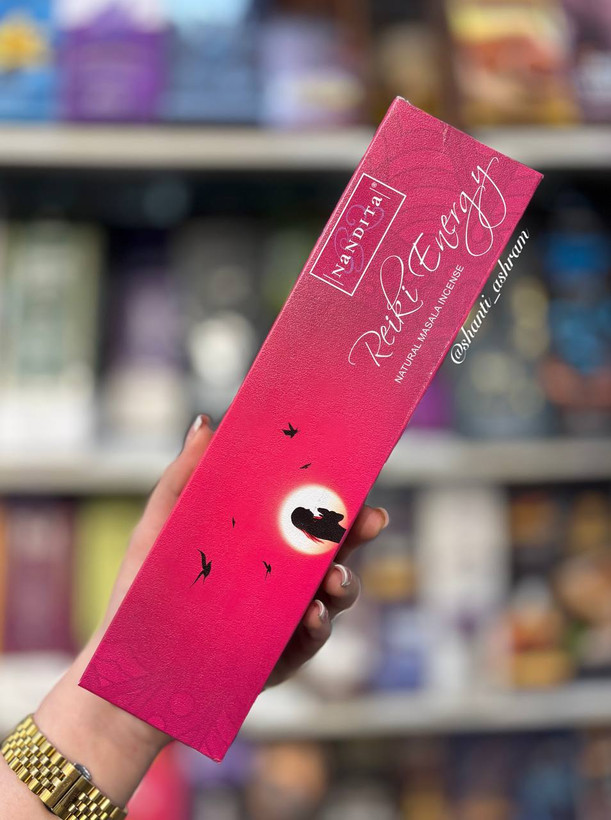 NANDITA®
Reiki Energy
NATURAL MASALA INCENSE
@shanti_ashram